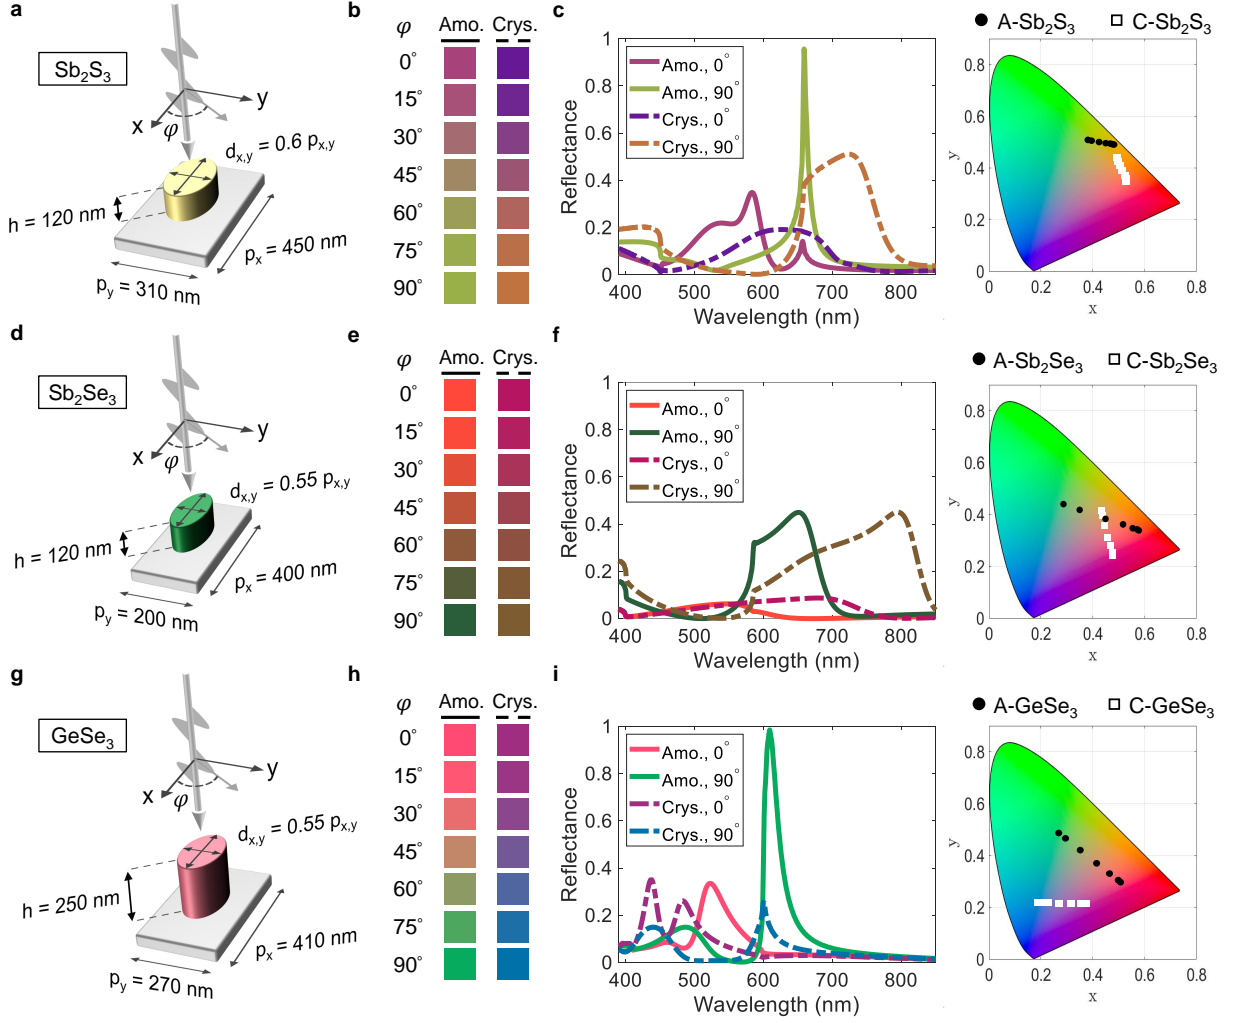 a
Sb2S3
x
y
φ
dx,y = 0.6 px,y
h = 120 nm
px = 450 nm
py = 310 nm
b
φ Amo. Crys.
0°
15°
30°
45°
60°
75°
90°
c
Reflectance
1
0.8
0.6
0.4
0.2
0
Amo., 0°
Amo., 90°
Crys., 0°
Crys., 90°
400 500 600 700 800
Wavelength (nm)
A-Sb2S3 C-Sb2S3
y
0.8
0.6
0.4
0.2
0
0 0.2 0.4 0.6 0.8
x
d
Sb2Se3
x
y
φ
dx,y = 0.55 px,y
h = 120 nm
px = 400 nm
py = 200 nm
e
φ Amo. Crys.
0°
15°
30°
45°
60°
75°
90°
f
Reflectance
1
0.8
0.6
0.4
0.2
0
Amo., 0°
Amo., 90°
Crys., 0°
Crys., 90°
400 500 600 700 800
Wavelength (nm)
A-Sb2Se3 C-Sb2Se3
y
0.8
0.6
0.4
0.2
0
0 0.2 0.4 0.6 0.8
x
g
GeSe3
x
y
φ
dx,y = 0.55 px,y
h = 250 nm
px = 410 nm
py = 270 nm
h
φ Amo. Crys.
0°
15°
30°
45°
60°
75°
90°
i
Reflectance
1
0.8
0.6
0.4
0.2
0
Amo., 0°
Amo., 90°
Crys., 0°
Crys., 90°
400 500 600 700 800
Wavelength (nm)
A-GeSe3 C-GeSe3
y
0.8
0.6
0.4
0.2
0
0 0.2 0.4 0.6 0.8
x